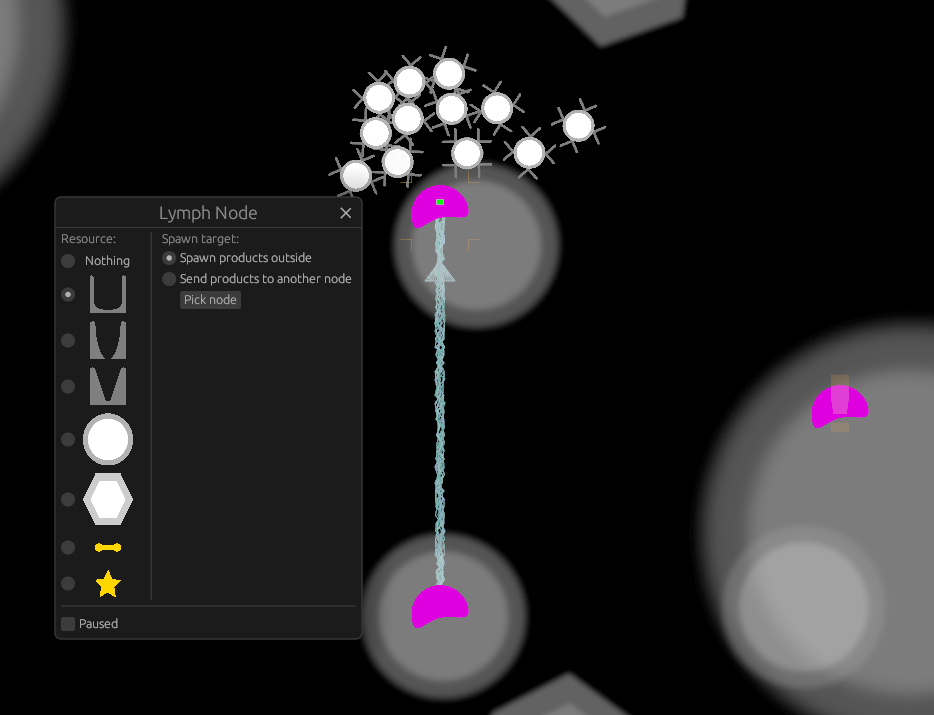 Lymph Node
Resource:
Nothing
Spawn target:
Spawn products outside
Send products to another node
Pick node
Paused